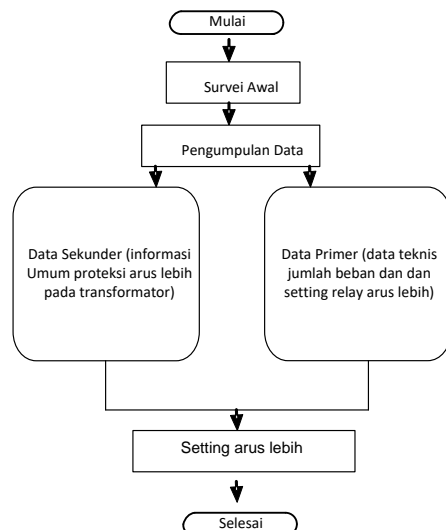 Mulai
Survei Awal
Pengumpulan Data
Data Sekunder (informasi
Umum proteksi arus lebih
pada transformator)
Data Primer (data teknis
jumlah beban dan dan
setting relay arus lebih)
Setting arus lebih
Selesai